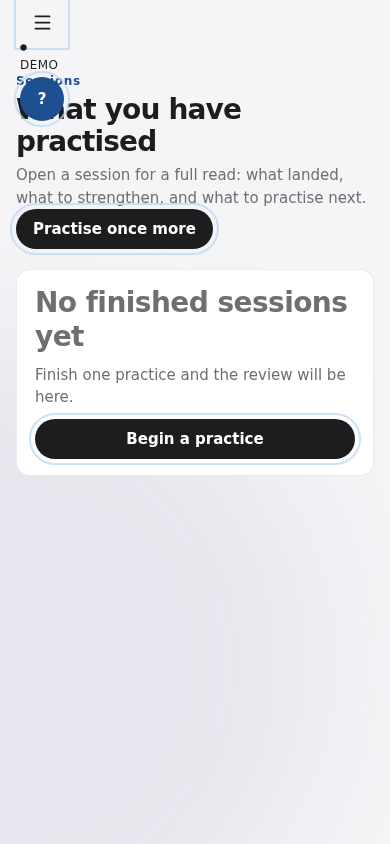 DEMO
?
What you have
practised
Open a session for a full read: what landed,
what to strengthen, and what to practise next.
Practise once more
No finished sessions
yet
Finish one practice and the review will be
here.
Begin a practice